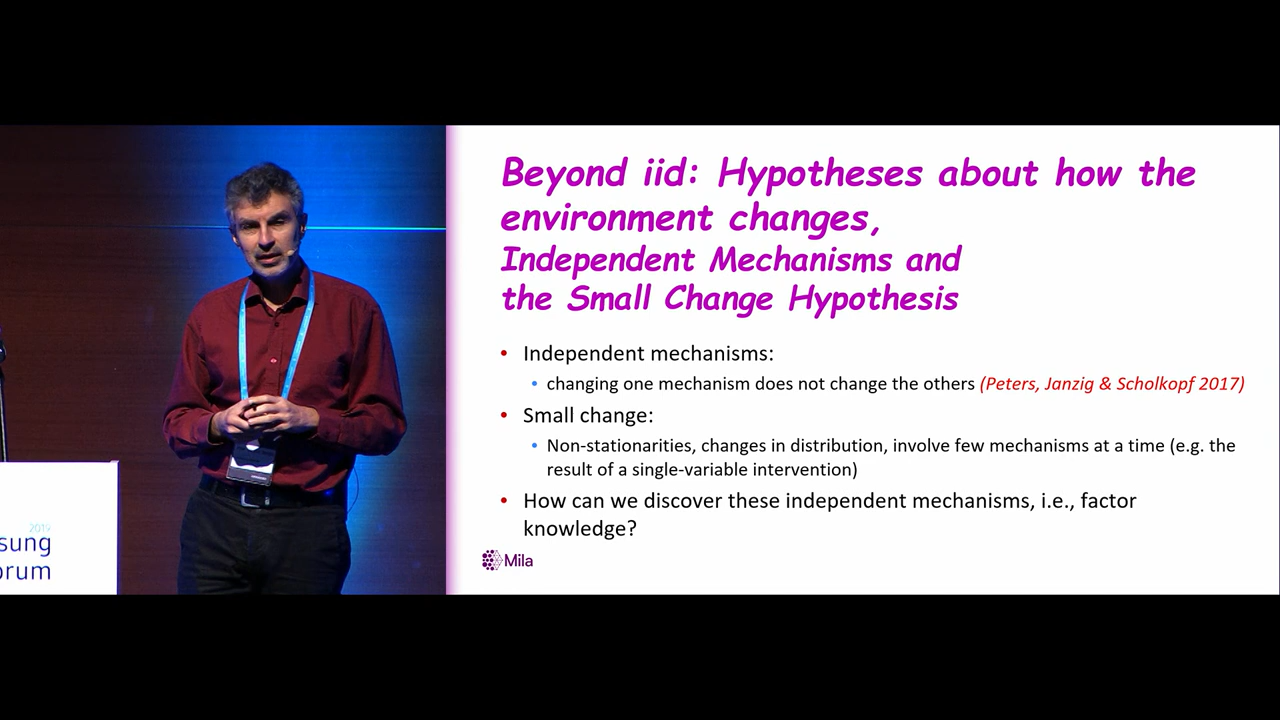 2019
sung
orum
Beyond iid: Hypotheses about how the
environment changes,
Independent Mechanisms and
the Small Change Hypothesis
• Independent mechanisms:
• changing one mechanism does not change the others (Peters, Janzig & Scholkopf 2017)
• Small change:
• Non-stationarities, changes in distribution, involve few mechanisms at a time (e.g. the
result of a single-variable intervention)
• How can we discover these independent mechanisms, i.e., factor
knowledge?
Mila